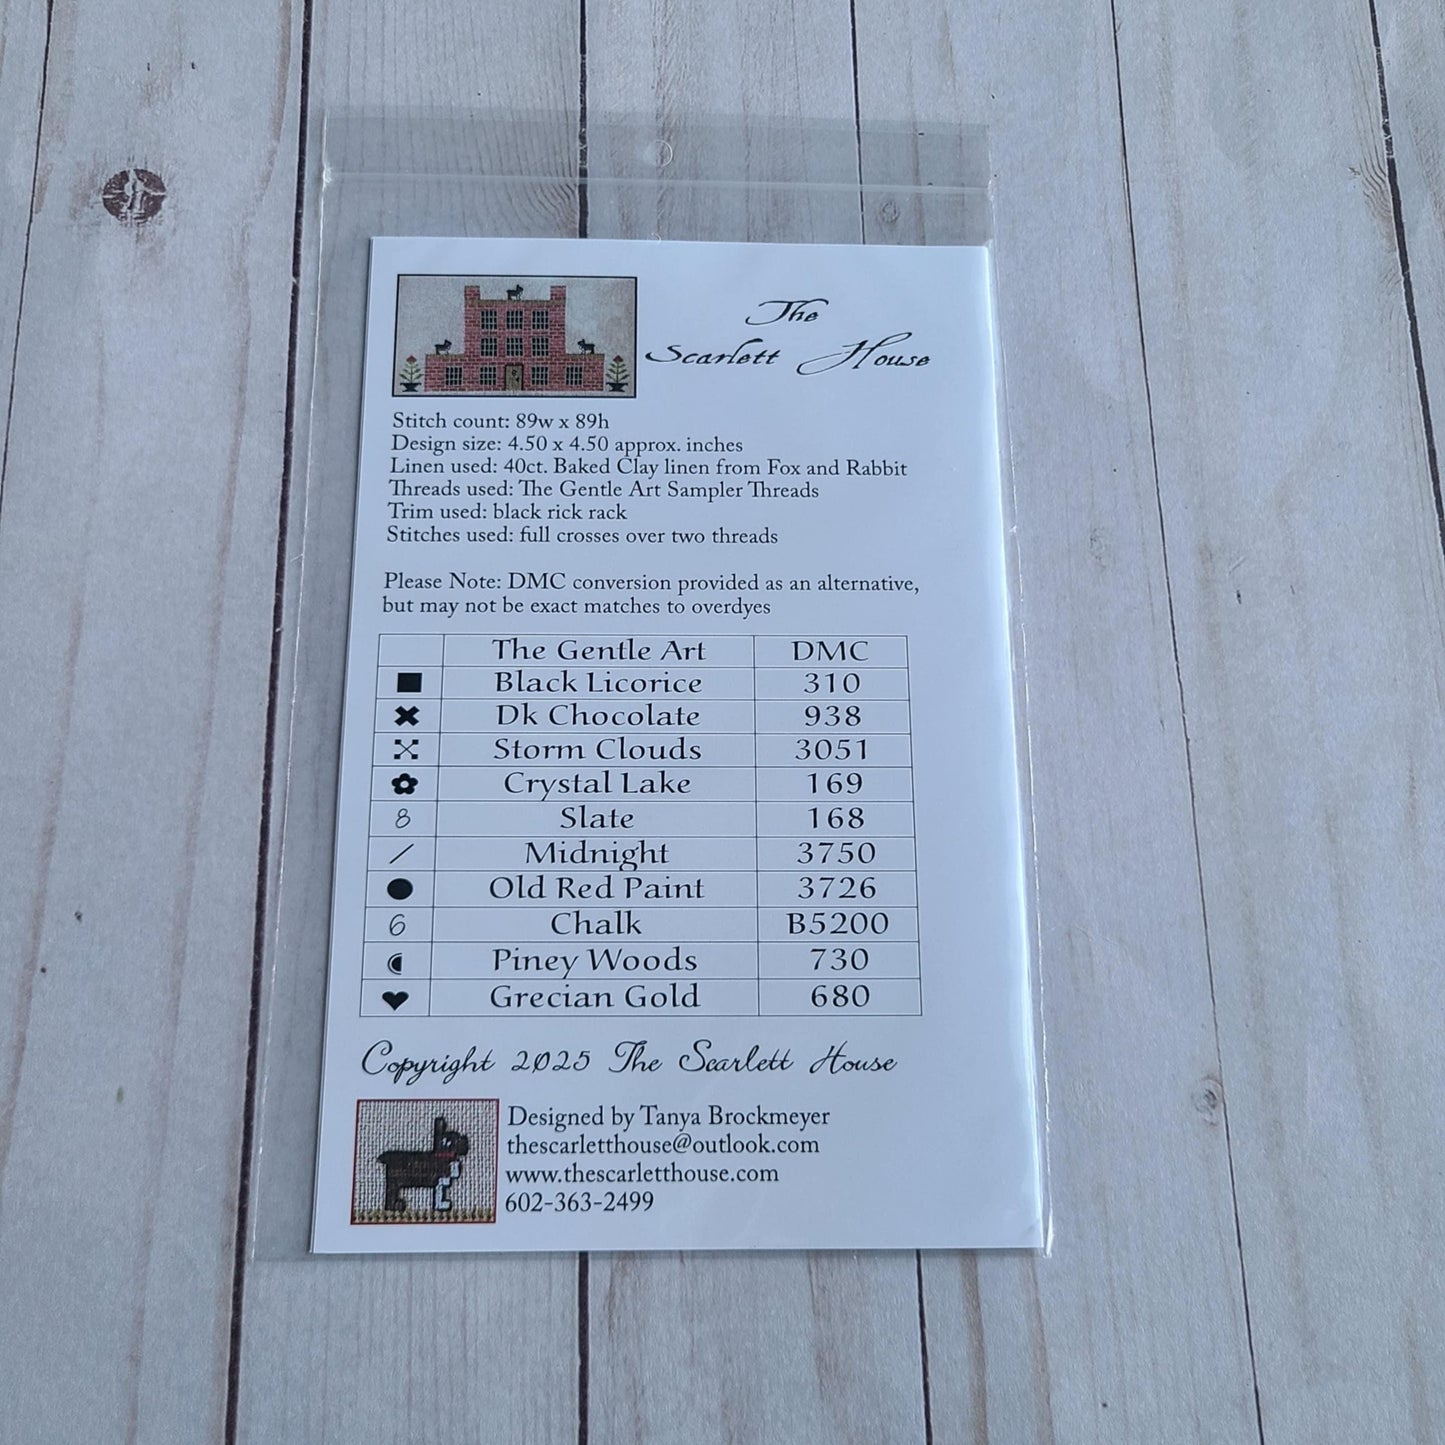 The
Scarlett House
Stitch count: 89w x 89h
Design size: 4.50 x 4.50 approx. inches
Linen used: 40ct. Baked Clay linen from Fox and Rabbit
Threads used: The Gentle Art Sampler Threads
Trim used: black rick rack
Stitches used: full crosses over two threads
Please Note: DMC conversion provided as an alternative,
but may not be exact matches to overdyes
The Gentle Art DMC
Black Licorice 310
Dk Chocolate 938
Storm Clouds 3051
Crystal Lake 169
8 Slate 168
/ Midnight 3750
Old Red Paint 3726
6 Chalk B5200
Piney Woods 730
Grecian Gold 680
Copyright 2025 The Scarlett House
Designed by Tanya Brockmeyer
thescarletthouse@outlook.com
www.thescarletthouse.com
602-363-2499